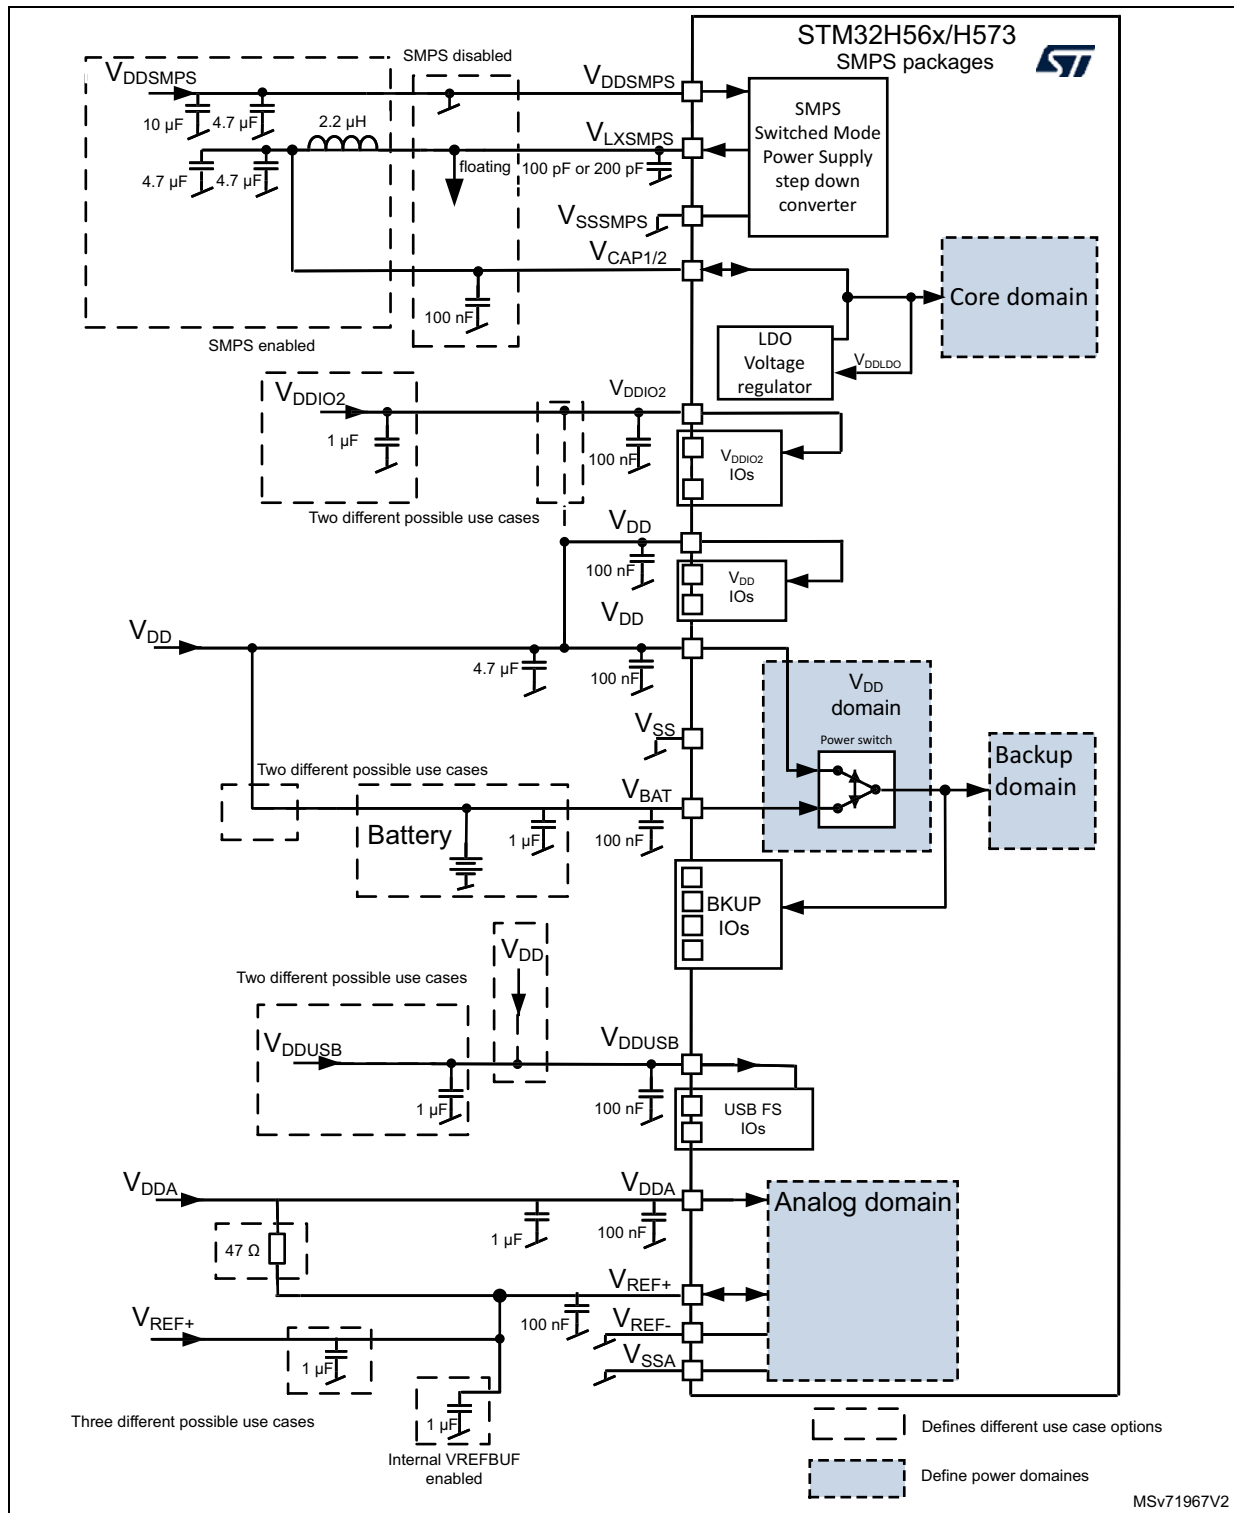 STM32H56x/H573
SMPS packages
ST
SMPS disabled
VDDSMPS
VDDSMPS
10 µF
4.7 µF
2.2 µH
VLXSMPS
4.7 µF
4.7 µF
floating
100 pF or 200 pF
SMPS
Switched Mode
Power Supply
step down
converter
VSSSMPS
VCAP1/2
100 nF
SMPS enabled
Core domain
LDO
Voltage
regulator
VDDLDO
VDDIO2
VDDIO2
1 µF
100 nF
VDDIO2
IOs
Two different possible use cases
VDD
100 nF
VDD
IOs
VDD
VDD
4.7 µF
100 nF
VDD
domain
Power switch
VSS
Backup
domain
Two different possible use cases
VBAT
Battery
1 µF
100 nF
BKUP
IOs
VDD
Two different possible use cases
VDDUSB
VDDUSB
1 µF
100 nF
USB FS
IOs
VDDA
VDDA
1 µF
100 nF
47 Ω
Analog domain
VREF+
VREF+
100 nF
VREF-
1 µF
VSSA
Three different possible use cases
1 µF
Internal VREFBUF
enabled
Defines different use case options
Define power domaines
MSv71967V2